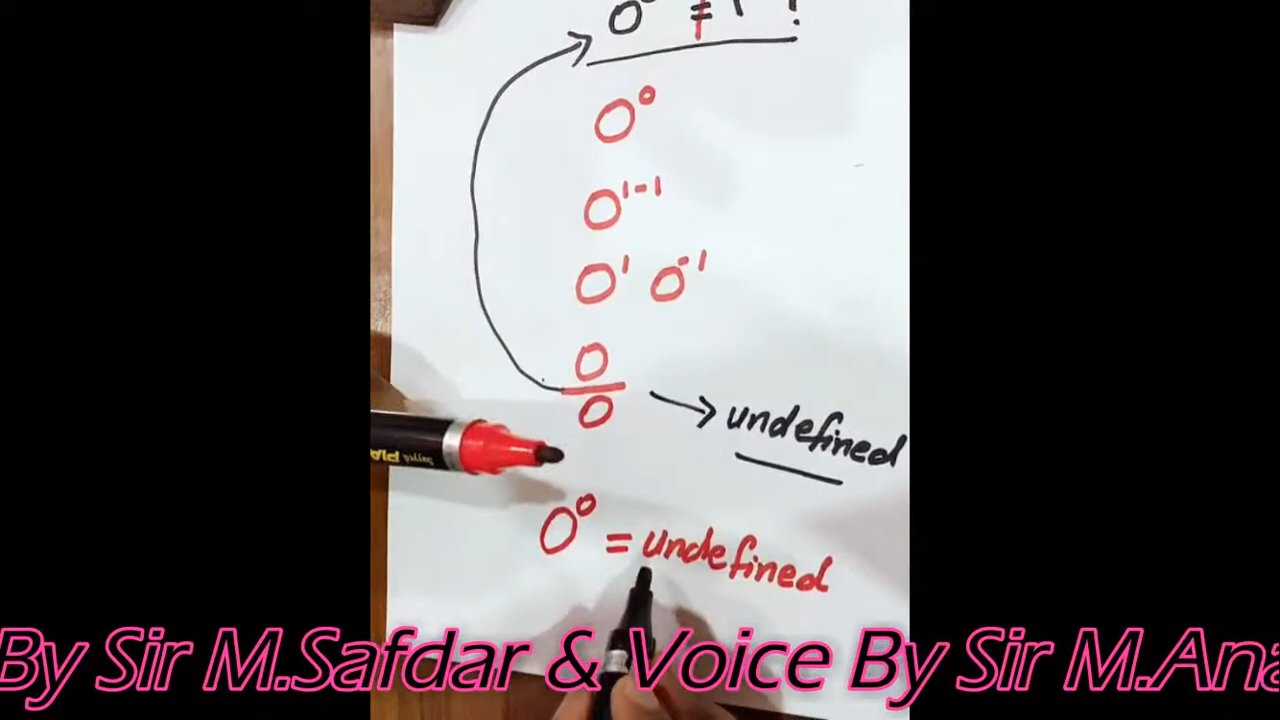 0⁰ ≠ 1 ?
0⁰
0¹⁻¹
0¹ 0⁻¹
0
0
→ undefined
0⁰ = undefined
By Sir M.Safdar & Voice By Sir M.Ana